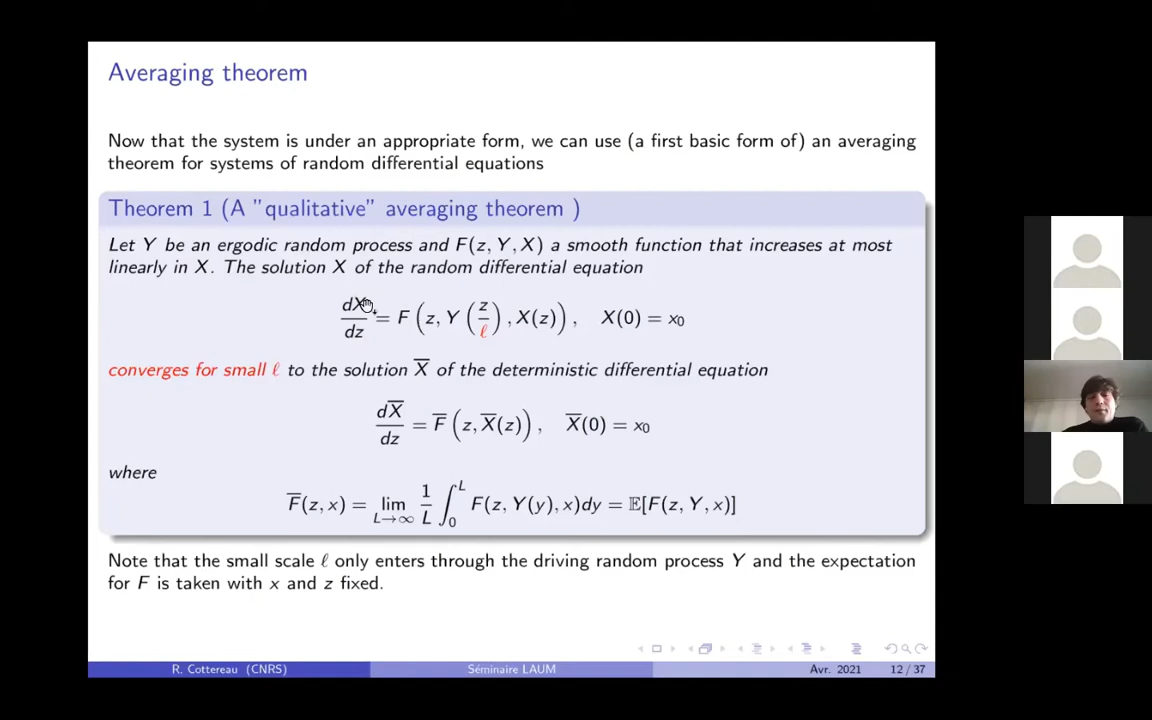 Averaging theorem
Now that the system is under an appropriate form, we can use (a first basic form of) an averaging
theorem for systems of random differential equations
Theorem 1 (A "qualitative" averaging theorem )
Let Y be an ergodic random process and F(z, Y, X) a smooth function that increases at most
linearly in X. The solution X of the random differential equation
dX/dz = F(z, Y(z/ℓ), X(z)), X(0) = x₀
converges for small ℓ to the solution X̅ of the deterministic differential equation
dX̅/dz = F̅(z, X̅(z)), X̅(0) = x₀
where
F̅(z, x) = lim_{L→∞} 1/L ∫₀^L F(z, Y(y), x)dy = 𝔼[F(z, Y, x)]
Note that the small scale ℓ only enters through the driving random process Y and the expectation
for F is taken with x and z fixed.
R. Cottereau (CNRS) Séminaire LAUM Avr. 2021 12 / 37